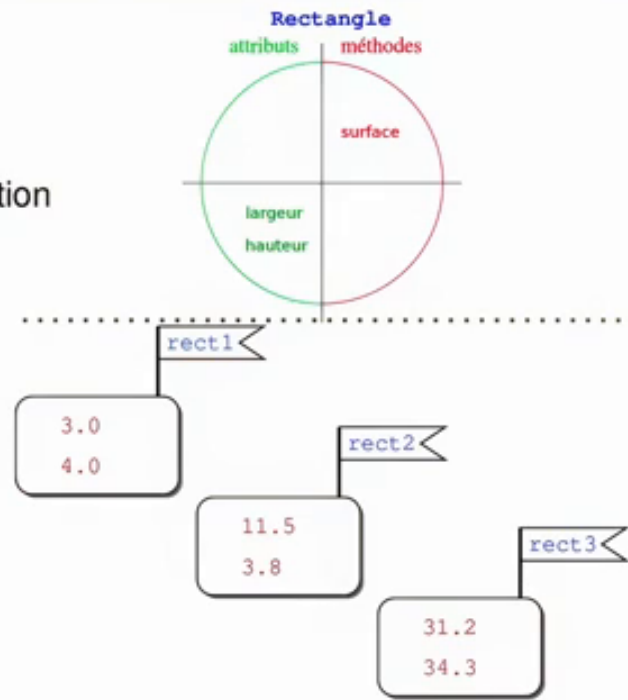 Rectangle
attributs méthodes
surface
tion
largeur
hauteur
rect1
3.0
4.0
rect2
11.5
3.8
rect3
31.2
34.3